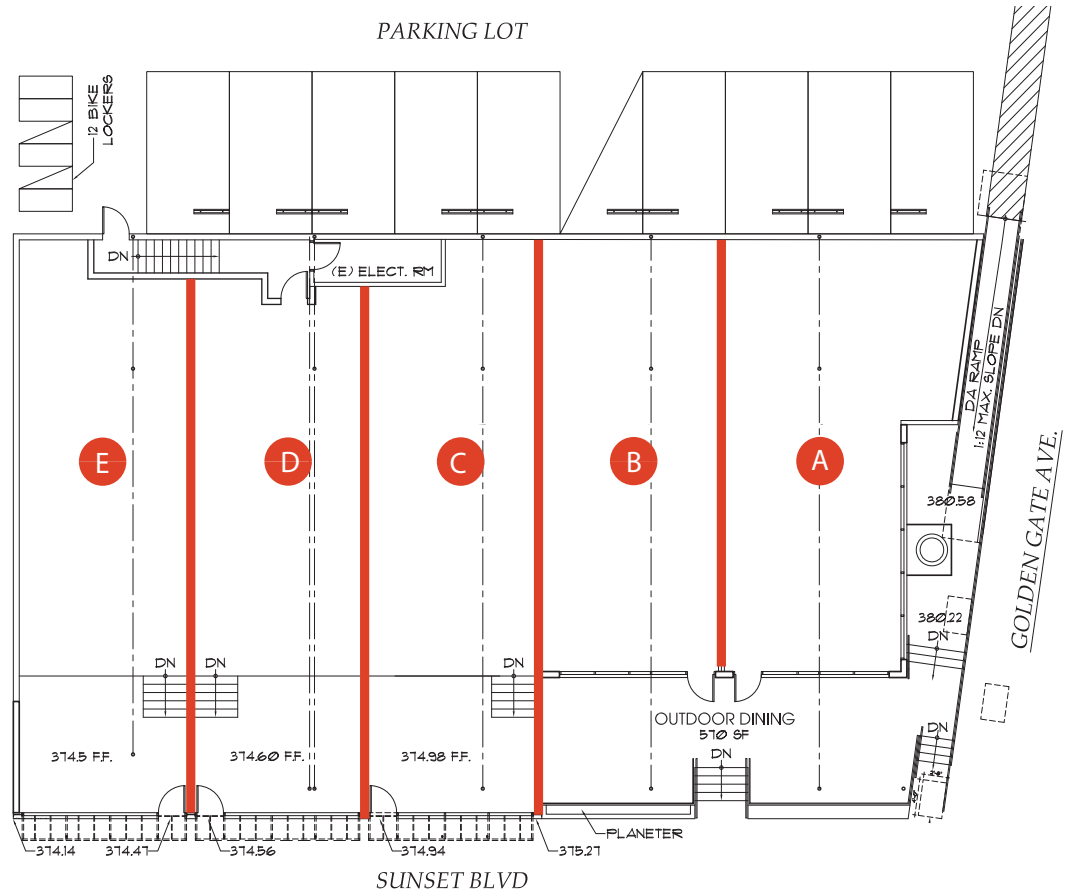 PARKING LOT
12 BIKE
LOCKERS
DN
(E) ELECT. RM
DA RAMP
1:12 MAX. SLOPE DN
E
D
C
B
A
380.58
GOLDEN GATE AVE.
380.22
DN
DN
DN
DN
OUTDOOR DINING
570 SF
DN
DN
374.5 F.F.
374.60 F.F.
374.98 F.F.
PLANETER
374.14
374.47
374.56
374.94
375.27
SUNSET BLVD